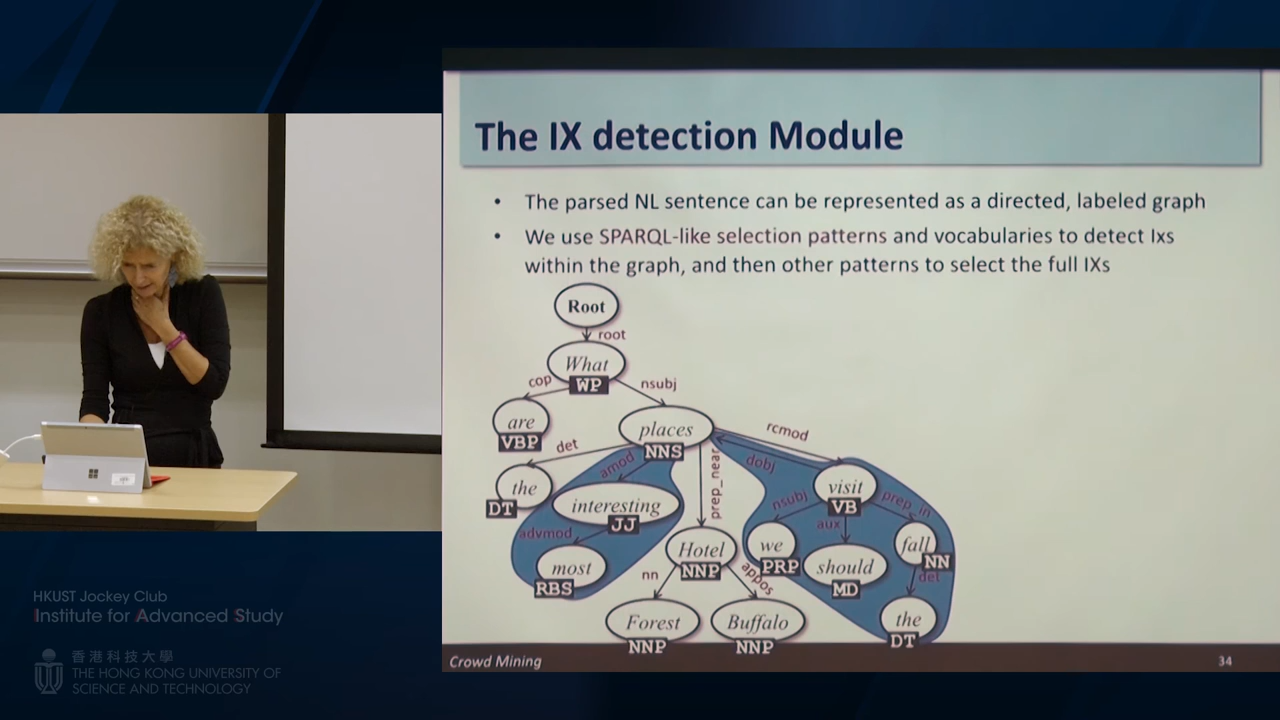 The IX detection Module
• The parsed NL sentence can be represented as a directed, labeled graph
• We use SPARQL-like selection patterns and vocabularies to detect Ixs
within the graph, and then other patterns to select the full IXs
Root
root
What
WP
cop
nsubj
are
VBP
places
NNS
det
amod
prep_near
dobj
rcmod
the
DT
interesting
JJ
visit
VB
advmod
nsubj
aux
prep_in
most
RBS
Hotel
NNP
we
PRP
should
MD
fall
NN
nn
appos
det
Forest
NNP
Buffalo
NNP
the
DT
Crowd Mining
34
HKUST Jockey Club
Institute for Advanced Study
香港科技大學
THE HONG KONG UNIVERSITY OF
SCIENCE AND TECHNOLOGY